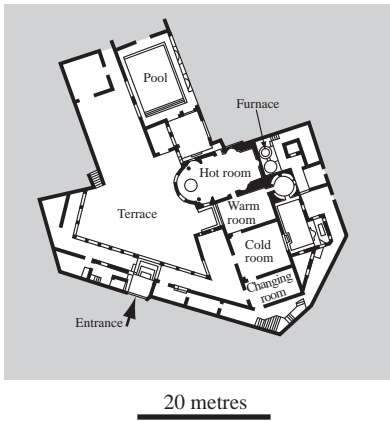 Pool
Furnace
Hot room
Terrace
Warm
room
Cold
room
Changing
room
Entrance
20 metres